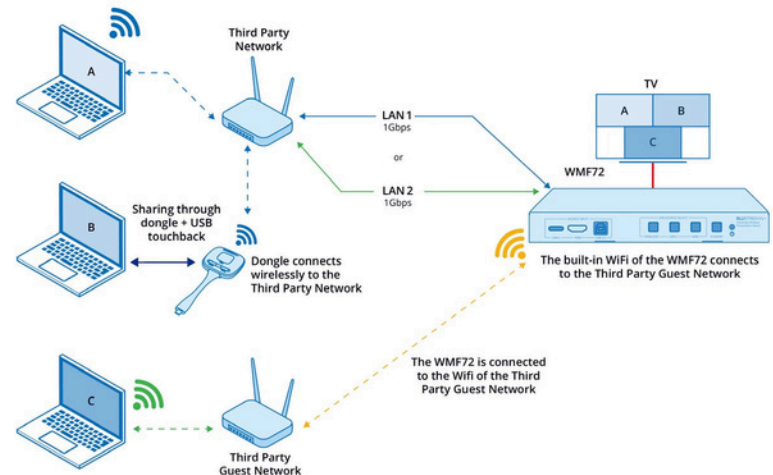 Third Party
Network
A
LAN 1
1Gbps
or
LAN 2
1Gbps
TV
A
B
C
WMF72
Sharing through
dongle + USB
touchback
B
Dongle connects
wirelessly to the
Third Party Network
The built-in WiFi of the WMF72 connects
to the Third Party Guest Network
The WMF72 is connected
to the Wifi of the Third
Party Guest Network
C
Third Party
Guest Network